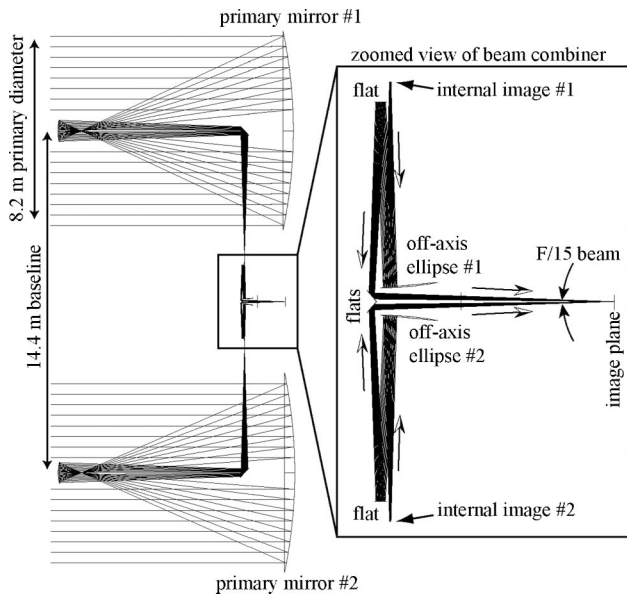 primary mirror #1
8.2 m primary diameter
14.4 m baseline
primary mirror #2
zoomed view of beam combiner
flat
internal image #1
off-axis
ellipse #1
F/15 beam
flats
off-axis
ellipse #2
image plane
flat
internal image #2